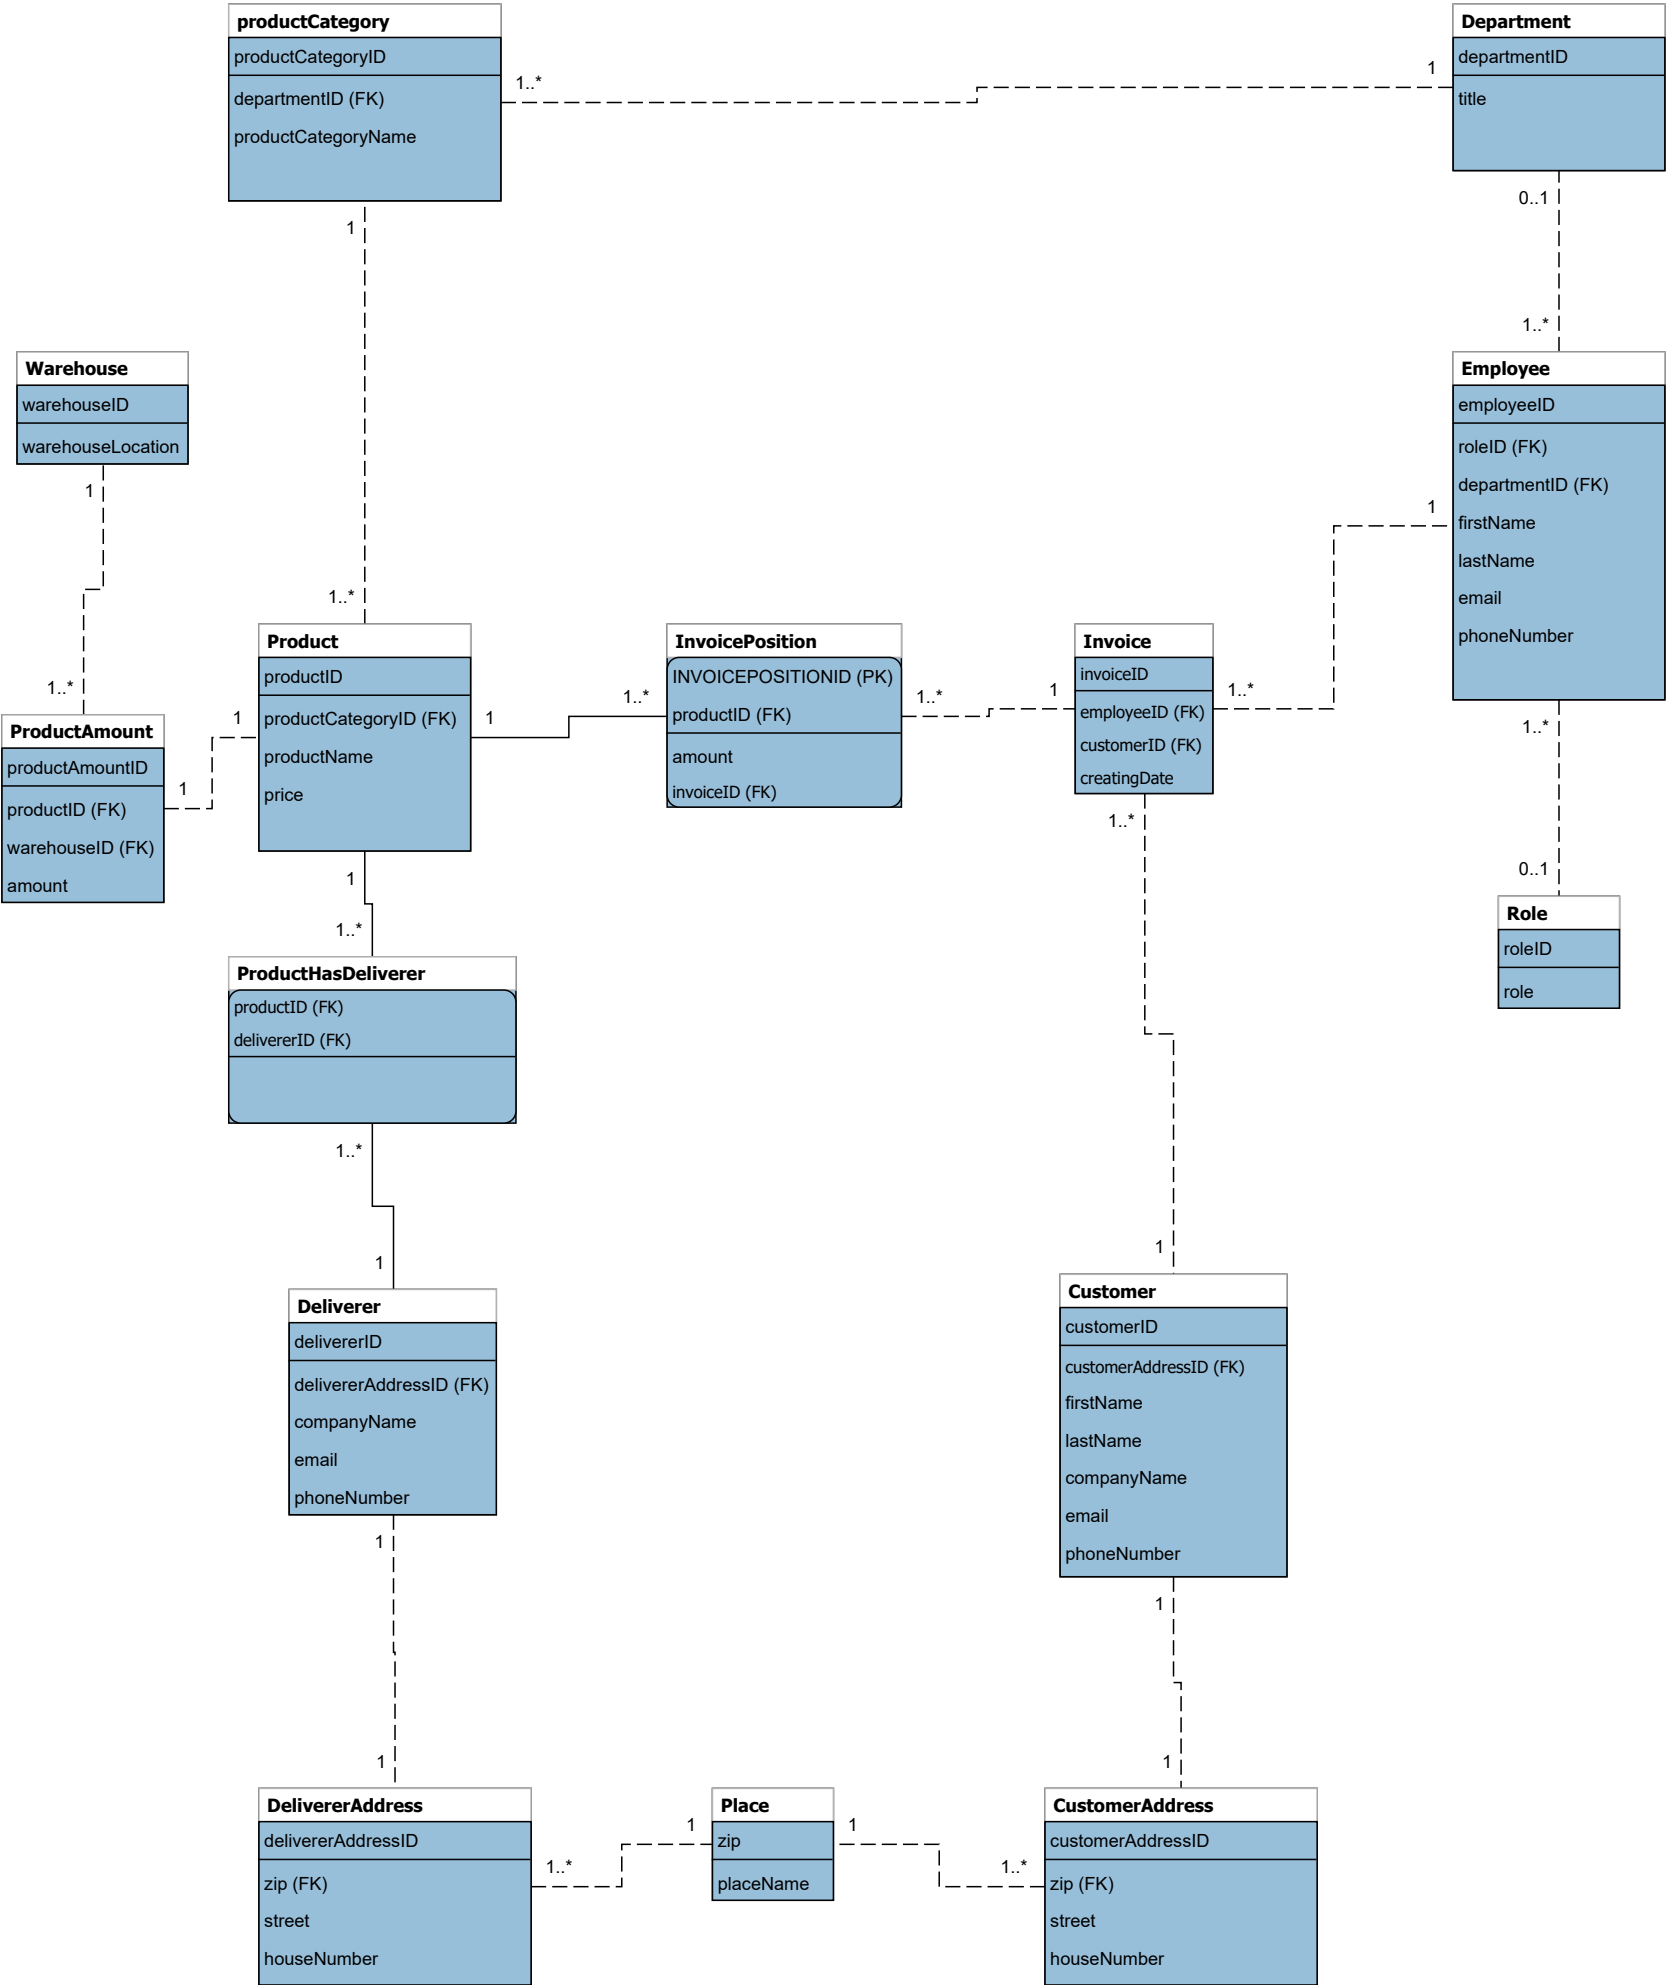 productCategory
productCategoryID
departmentID (FK)
productCategoryName
1..*
1
Department
departmentID
title
1
0..1
1..*
1..*
Warehouse
warehouseID
warehouseLocation
1
1..*
Employee
employeeID
roleID (FK)
departmentID (FK)
firstName
lastName
email
phoneNumber
1
1..*
0..1
Product
productID
productCategoryID (FK)
productName
price
1
1..*
InvoicePosition
INVOICEPOSITIONID (PK)
productID (FK)
amount
invoiceID (FK)
1..*
1
Invoice
invoiceID
employeeID (FK)
customerID (FK)
creatingDate
1..*
1..*
ProductAmount
productAmountID
productID (FK)
warehouseID (FK)
amount
1
1
1
1..*
Role
roleID
role
ProductHasDeliverer
productID (FK)
delivererID (FK)
1..*
1
1
Deliverer
delivererID
delivererAddressID (FK)
companyName
email
phoneNumber
1
1
Customer
customerID
customerAddressID (FK)
firstName
lastName
companyName
email
phoneNumber
1
1
DelivererAddress
delivererAddressID
zip (FK)
street
houseNumber
1..*
1
Place
zip
placeName
1
1..*
CustomerAddress
customerAddressID
zip (FK)
street
houseNumber